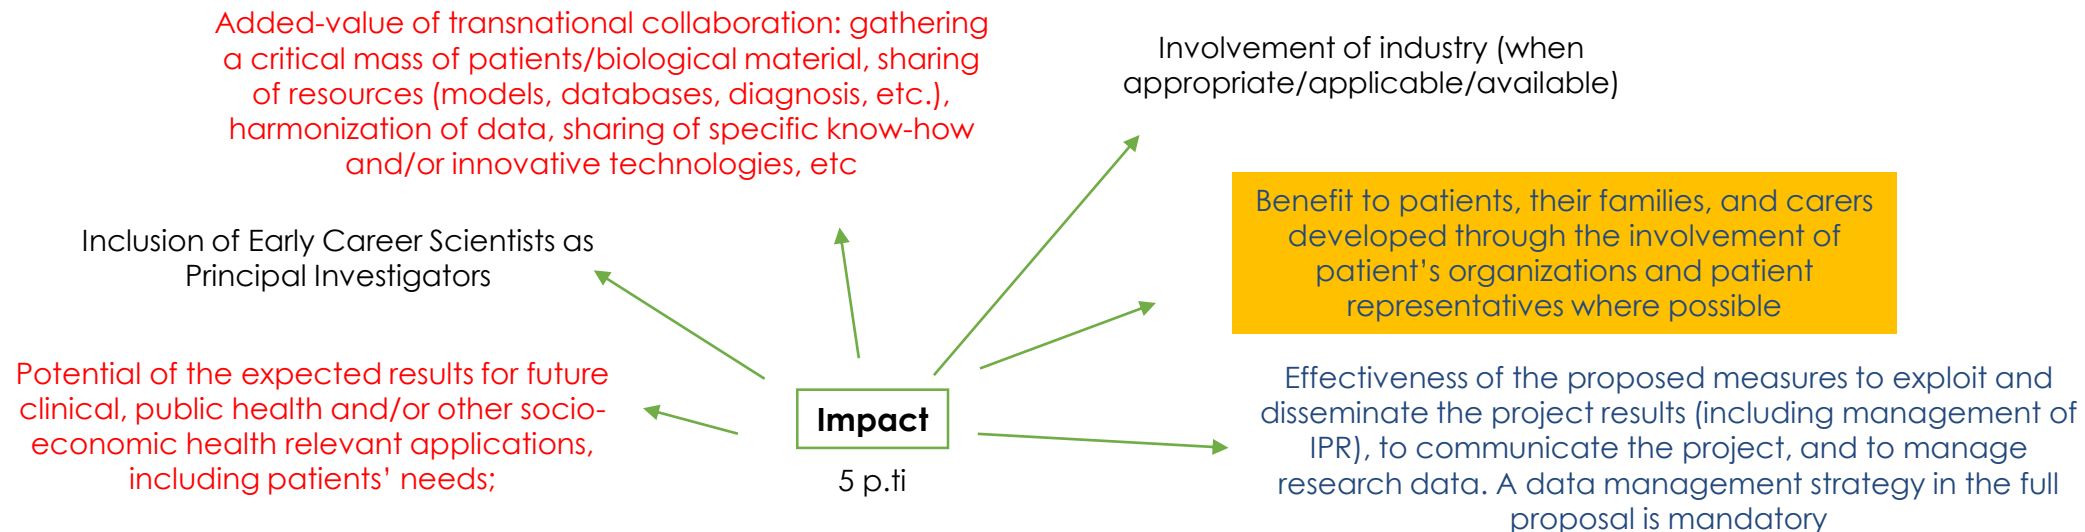 Added-value of transnational collaboration: gathering
a critical mass of patients/biological material, sharing
of resources (models, databases, diagnosis, etc.),
harmonization of data, sharing of specific know-how
and/or innovative technologies, etc
Involvement of industry (when
appropriate/applicable/available)
Inclusion of Early Career Scientists as
Principal Investigators
Benefit to patients, their families, and carers
developed through the involvement of
patient’s organizations and patient
representatives where possible
Potential of the expected results for future
clinical, public health and/or other socio-
economic health relevant applications,
including patients’ needs;
Impact
5 p.ti
Effectiveness of the proposed measures to exploit and
disseminate the project results (including management of
IPR), to communicate the project, and to manage
research data. A data management strategy in the full
proposal is mandatory